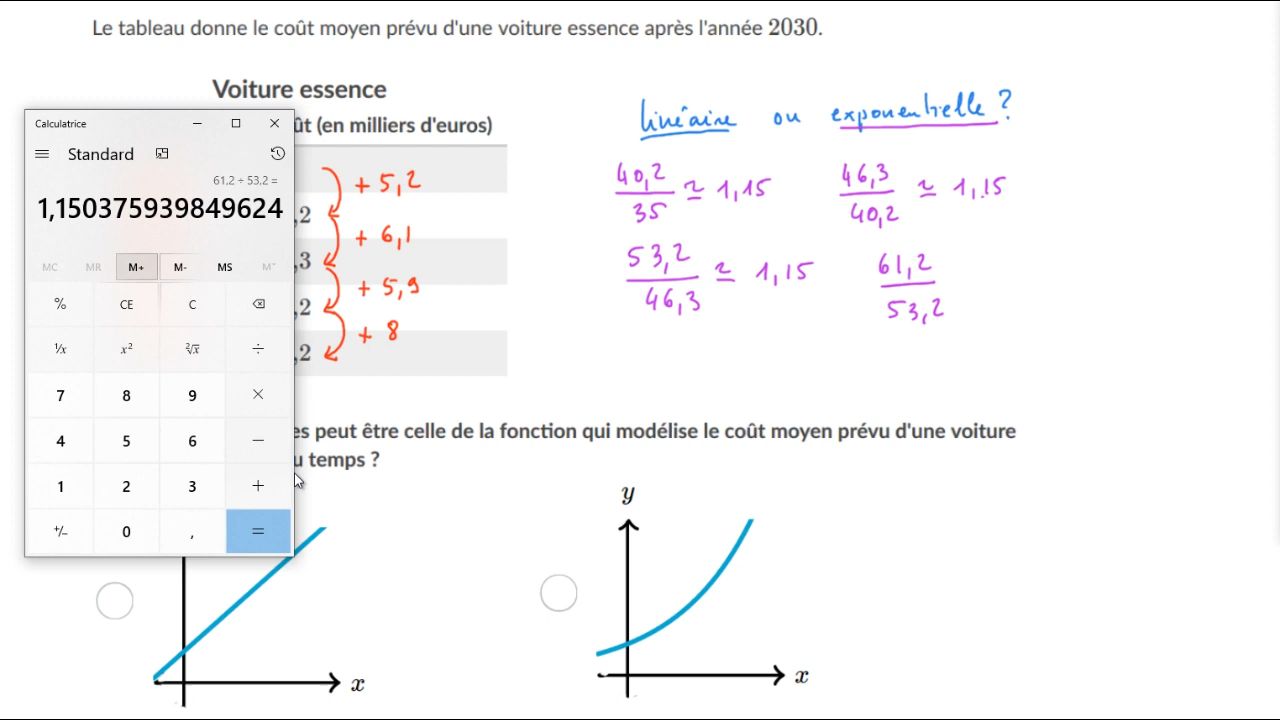 Le tableau donne le coût moyen prévu d'une voiture essence après l'année 2030.
Voiture essence
ût (en milliers d'euros)
linéaire ou exponentielle ?
Calculatrice
Standard
61,2 ÷ 53,2 =
1,150375939849624
MC MR M+ M- MS M˅
% CE C ⌫
¹/x x² ²√x ÷
7 8 9 ×
4 5 6 −
1 2 3 +
+/− 0 , =
,2
,3
,2
,2
+ 5,2
+ 6,1
+ 5,9
+ 8
40,2 / 35 ≃ 1,15
46,3 / 40,2 ≃ 1,15
53,2 / 46,3 ≃ 1,15
61,2 / 53,2
es peut être celle de la fonction qui modélise le coût moyen prévu d'une voiture
u temps ?
x
y
x